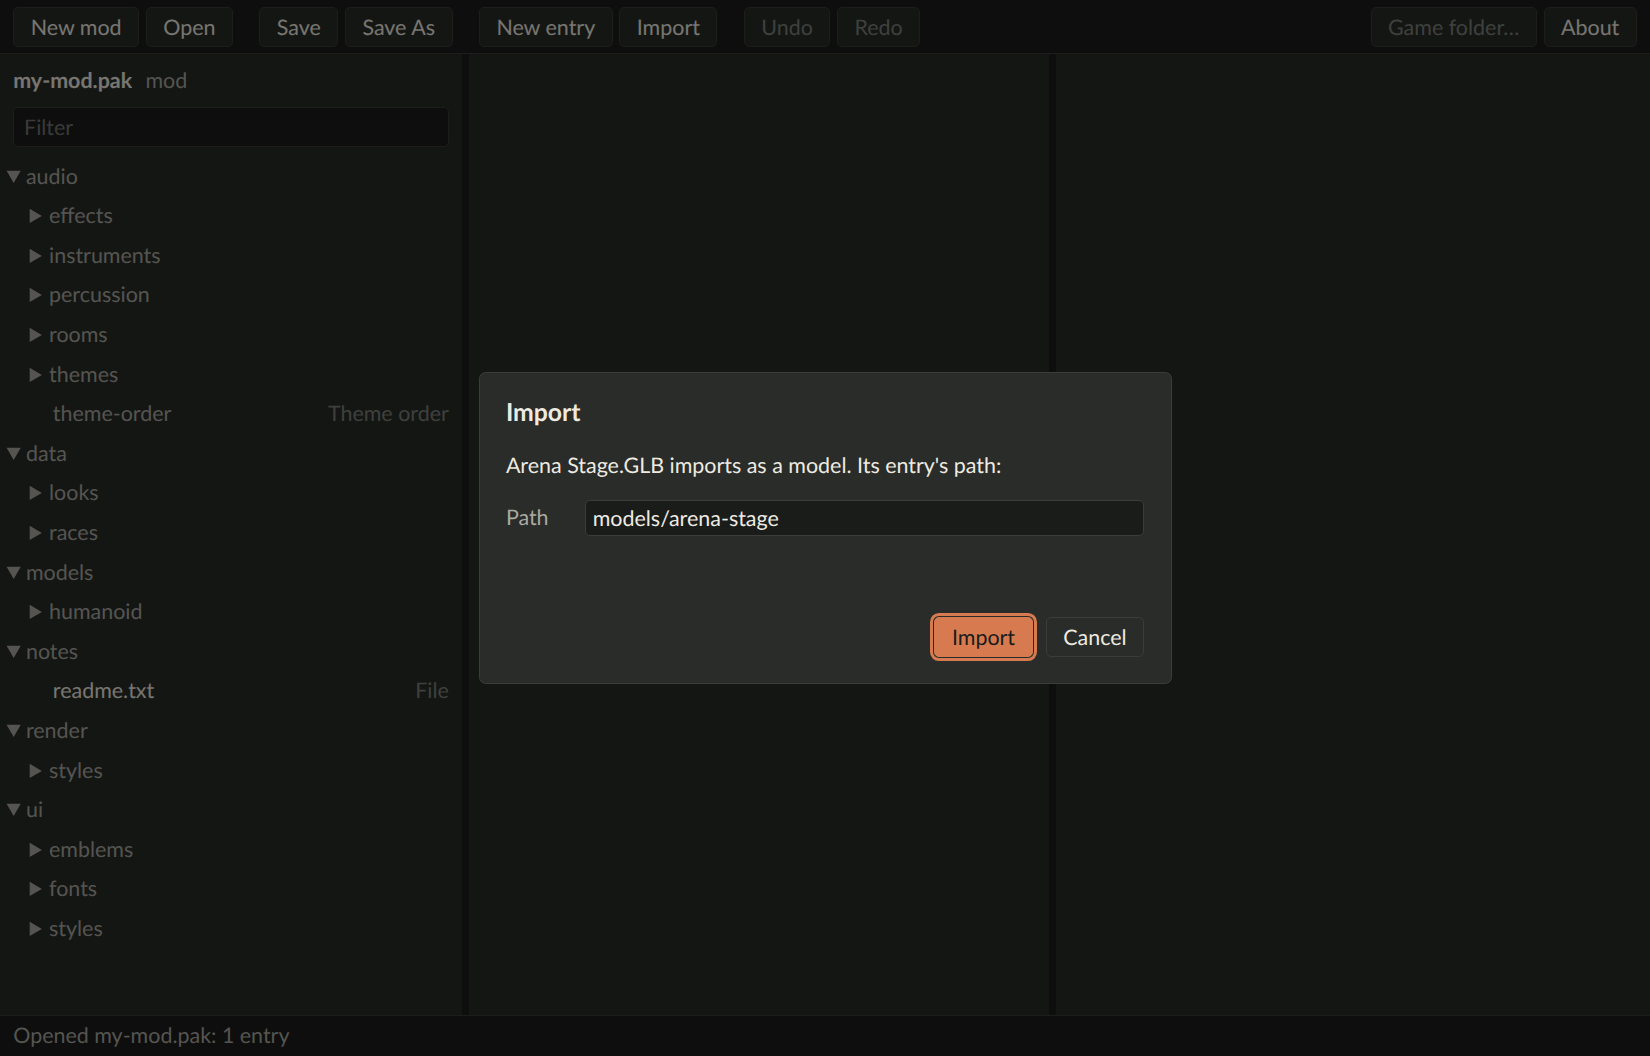 New mod Open Save Save As New entry Import Undo Redo Game folder... About
my-mod.pak mod
Filter
audio
effects
instruments
percussion
rooms
themes
theme-order Theme order
data
looks
races
models
humanoid
notes
readme.txt File
render
styles
ui
emblems
fonts
styles
Import
Arena Stage.GLB imports as a model. Its entry's path:
Path models/arena-stage
Import Cancel
Opened my-mod.pak: 1 entry